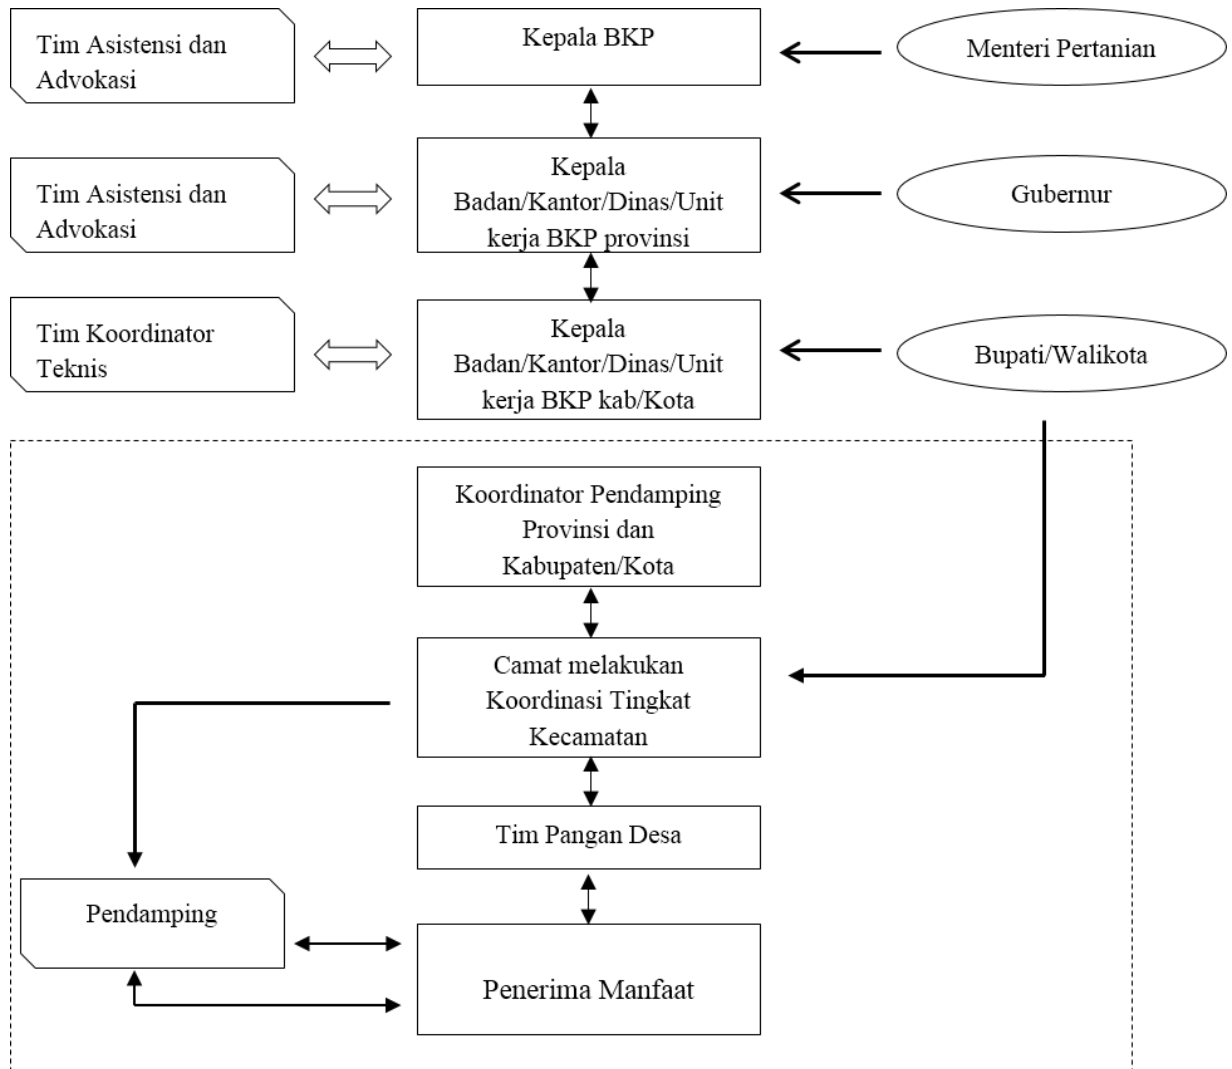 Tim Asistensi dan
Advokasi
Kepala BKP
Menteri Pertanian
Tim Asistensi dan
Advokasi
Kepala
Badan/Kantor/Dinas/Unit
kerja BKP provinsi
Gubernur
Tim Koordinator
Teknis
Kepala
Badan/Kantor/Dinas/Unit
kerja BKP kab/Kota
Bupati/Walikota
Koordinator Pendamping
Provinsi dan
Kabupaten/Kota
Camat melakukan
Koordinasi Tingkat
Kecamatan
Tim Pangan Desa
Pendamping
Penerima Manfaat